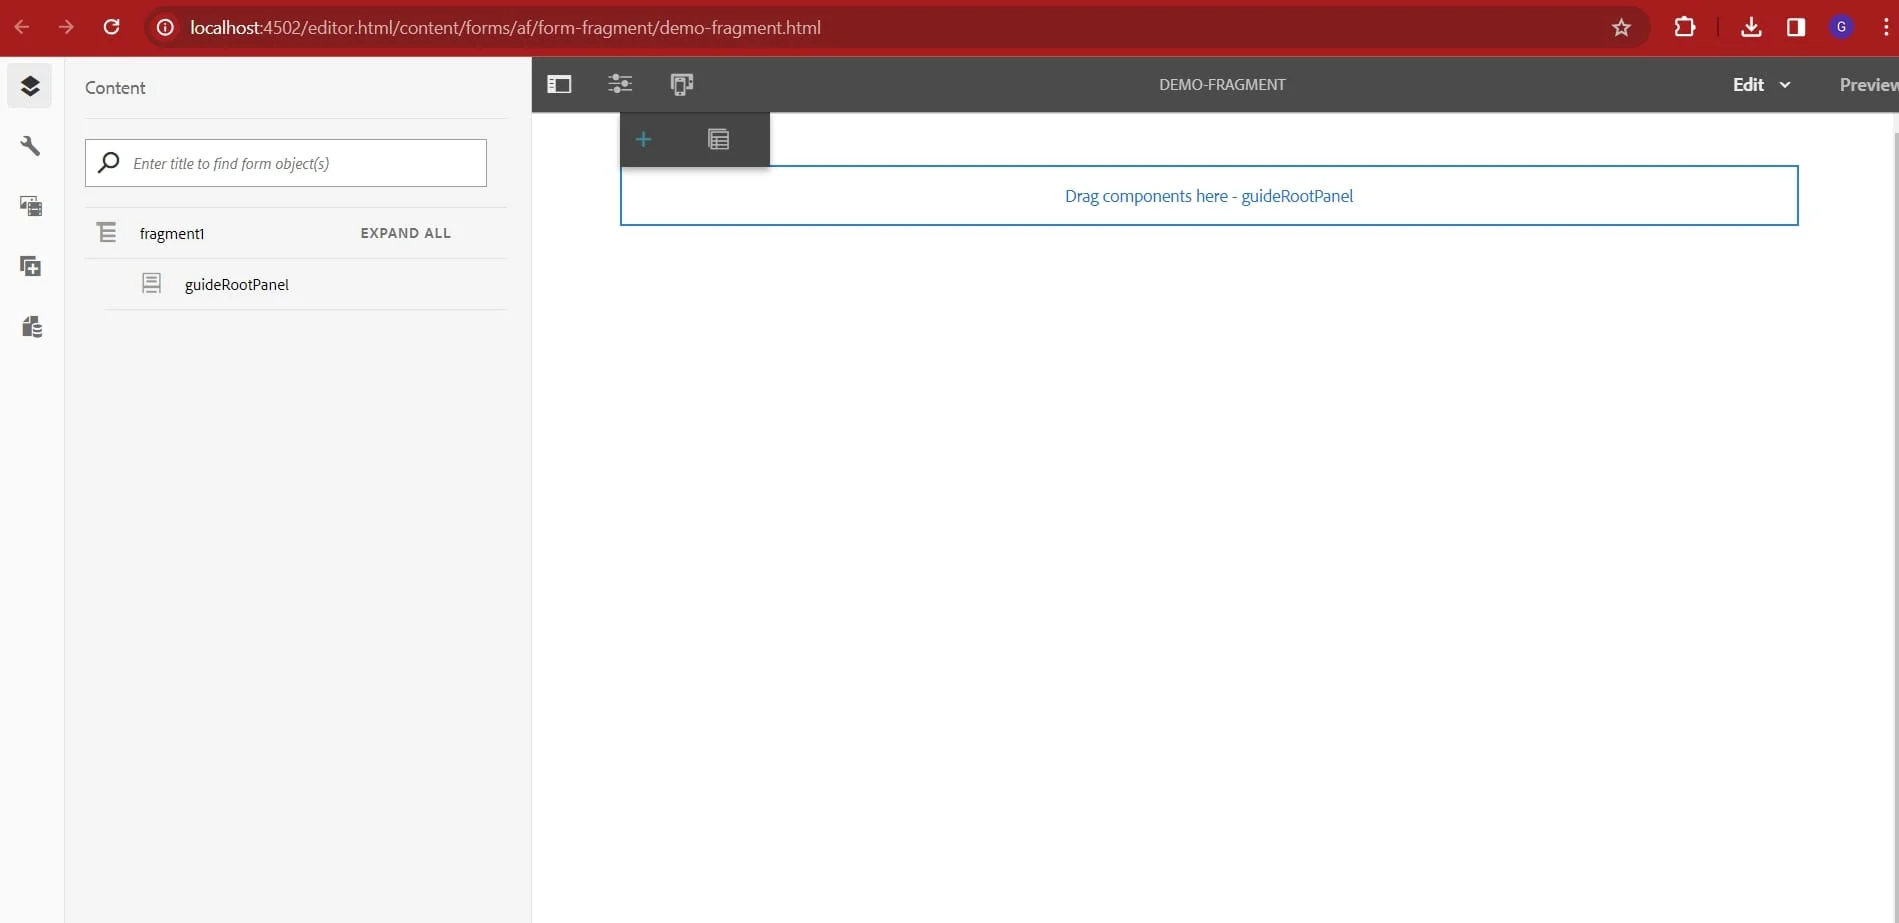 localhost:4502/editor.html/content/forms/af/form-fragment/demo-fragment.html
G
Content
DEMO-FRAGMENT
Edit
Preview
Enter title to find form object(s)
Drag components here - guideRootPanel
fragment1
EXPAND ALL
guideRootPanel